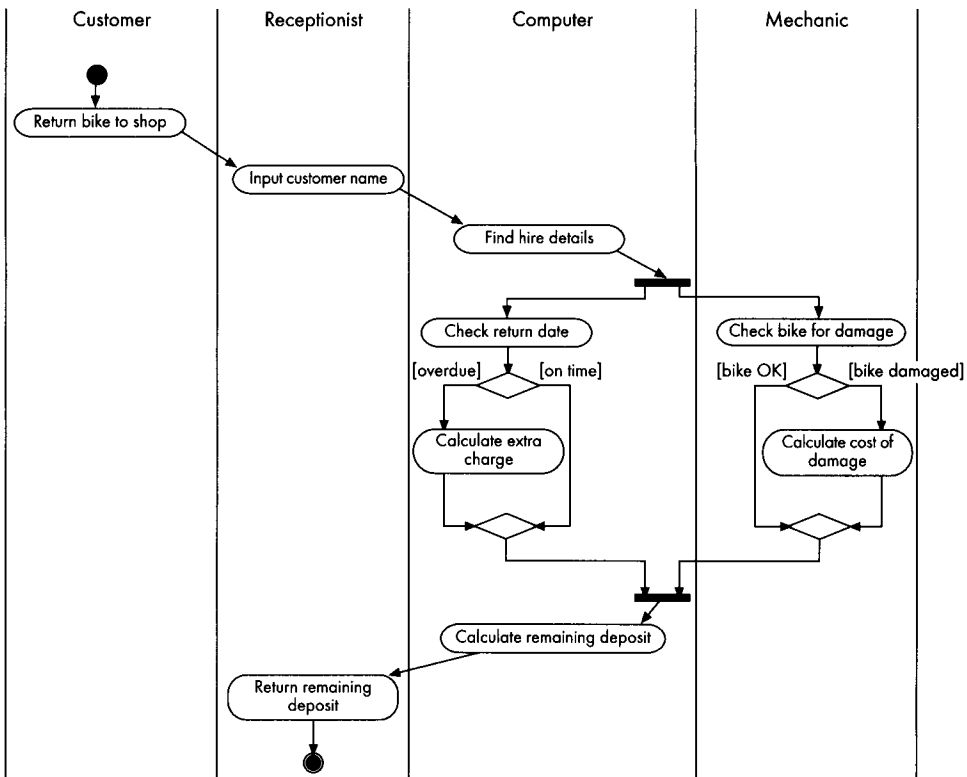 Customer
Receptionist
Computer
Mechanic
Return bike to shop
Input customer name
Find hire details
Check return date
Check bike for damage
[overdue]
[on time]
[bike OK]
[bike damaged]
Calculate extra
charge
Calculate cost of
damage
Calculate remaining deposit
Return remaining
deposit